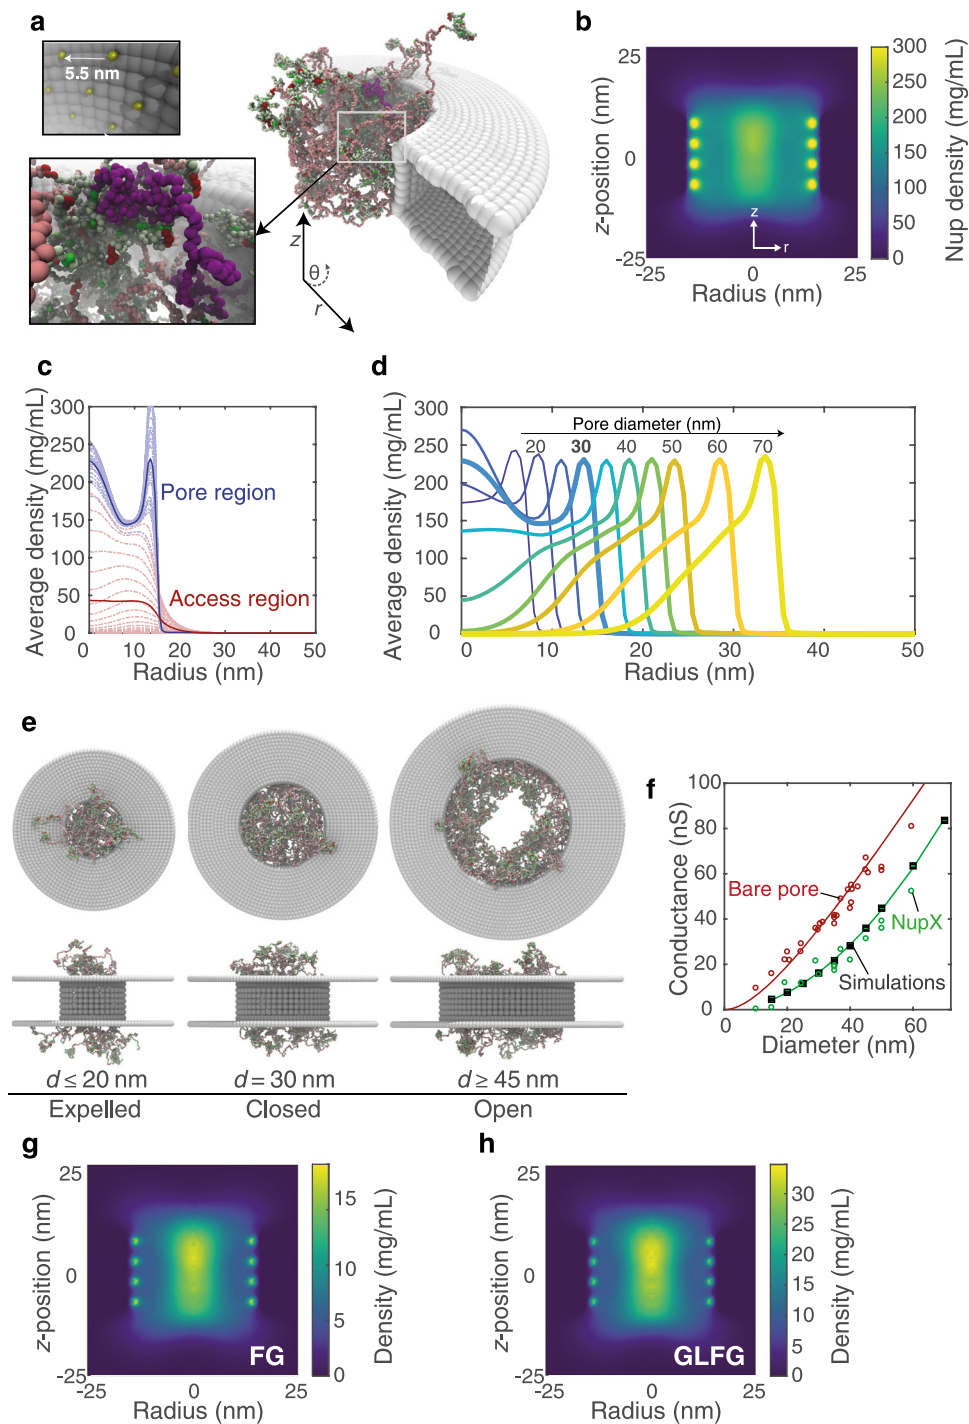 a
5.5 nm
z
θ
r
b
z-position (nm)
25
0
-25
-25
0
25
Radius (nm)
z
r
300
250
200
150
100
50
0
Nup density (mg/mL)
c
Average density (mg/mL)
300
250
200
150
100
50
0
0
10
20
30
40
50
Radius (nm)
Pore region
Access region
d
Average density (mg/mL)
300
250
200
150
100
50
0
0
10
20
30
40
50
Radius (nm)
Pore diameter (nm)
20 30 40 50 60 70
e
d ≤ 20 nm
d = 30 nm
d ≥ 45 nm
Expelled
Closed
Open
f
Conductance (nS)
100
80
60
40
20
0
0
20
40
60
Diameter (nm)
Bare pore
NupX
Simulations
g
z-position (nm)
25
0
-25
-25
0
25
Radius (nm)
FG
15
10
5
0
Density (mg/mL)
h
z-position (nm)
25
0
-25
-25
0
25
Radius (nm)
GLFG
30
25
20
15
10
5
0
Density (mg/mL)